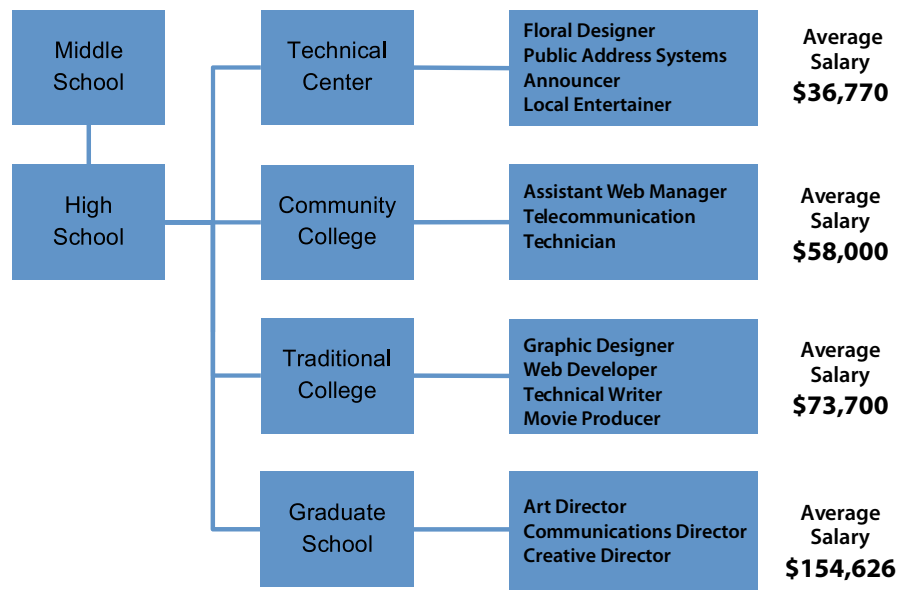 Middle
School
High
School
Technical
Center
Floral Designer
Public Address Systems
Announcer
Local Entertainer
Average
Salary
$36,770
Community
College
Assistant Web Manager
Telecommunication
Technician
Average
Salary
$58,000
Traditional
College
Graphic Designer
Web Developer
Technical Writer
Movie Producer
Average
Salary
$73,700
Graduate
School
Art Director
Communications Director
Creative Director
Average
Salary
$154,626